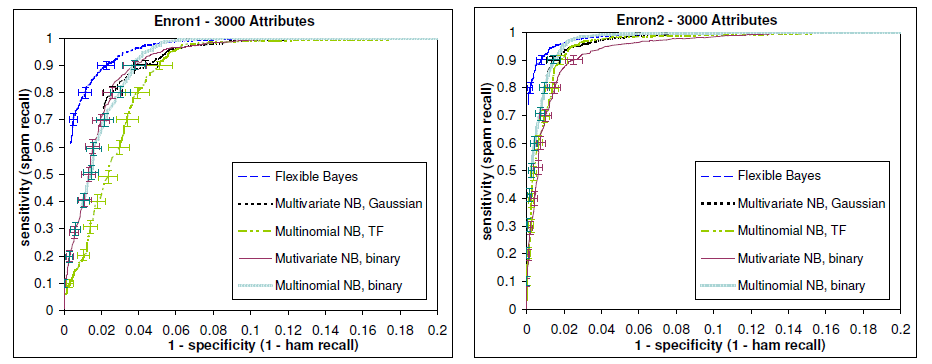 Enron1 - 3000 Attributes
sensitivity (spam recall)
1
0.9
0.8
0.7
0.6
0.5
0.4
0.3
0.2
0.1
0
0 0.02 0.04 0.06 0.08 0.1 0.12 0.14 0.16 0.18 0.2
1 - specificity (1 - ham recall)
Flexible Bayes
Multivariate NB, Gaussian
Multinomial NB, TF
Mutivariate NB, binary
Multinomial NB, binary
Enron2 - 3000 Attributes
sensitivity (spam recall)
1
0.9
0.8
0.7
0.6
0.5
0.4
0.3
0.2
0.1
0
0 0.02 0.04 0.06 0.08 0.1 0.12 0.14 0.16 0.18 0.2
1 - specificity (1 - ham recall)
Flexible Bayes
Multivariate NB, Gaussian
Multinomial NB, TF
Mutivariate NB, binary
Multinomial NB, binary